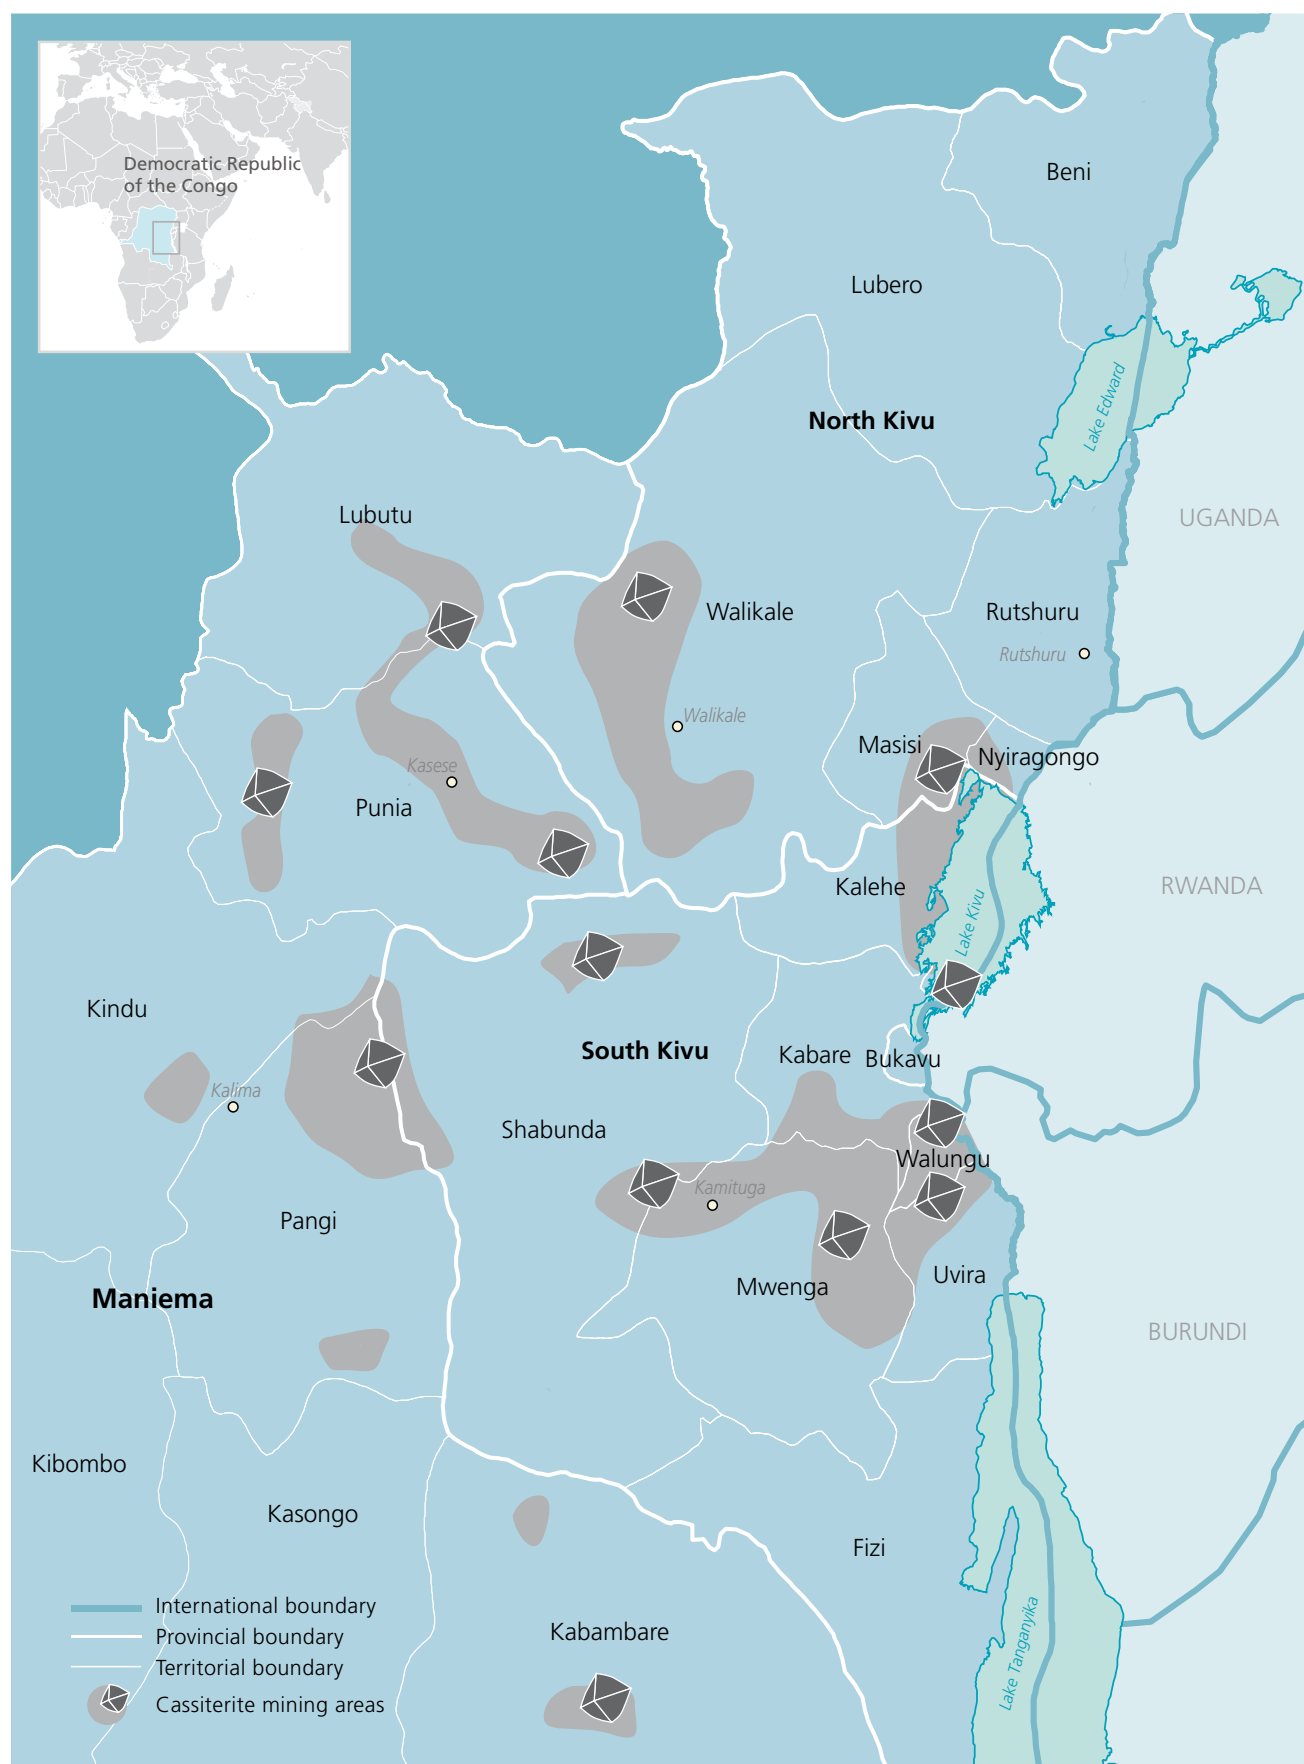 Democratic Republic
of the Congo
Beni
Lubero
Lake Edward
North Kivu
Lubutu
UGANDA
Walikale
Rutshuru
Rutshuru
Walikale
Masisi
Nyiragongo
Kasese
Punia
Kalehe
RWANDA
Lake Kivu
Kindu
South Kivu
Kabare
Bukavu
Kalima
Shabunda
Walungu
Kamituga
Pangi
Uvira
Mwenga
Maniema
BURUNDI
Kibombo
Kasongo
Fizi
Kabambare
Lake Tanganyika
International boundary
Provincial boundary
Territorial boundary
Cassiterite mining areas